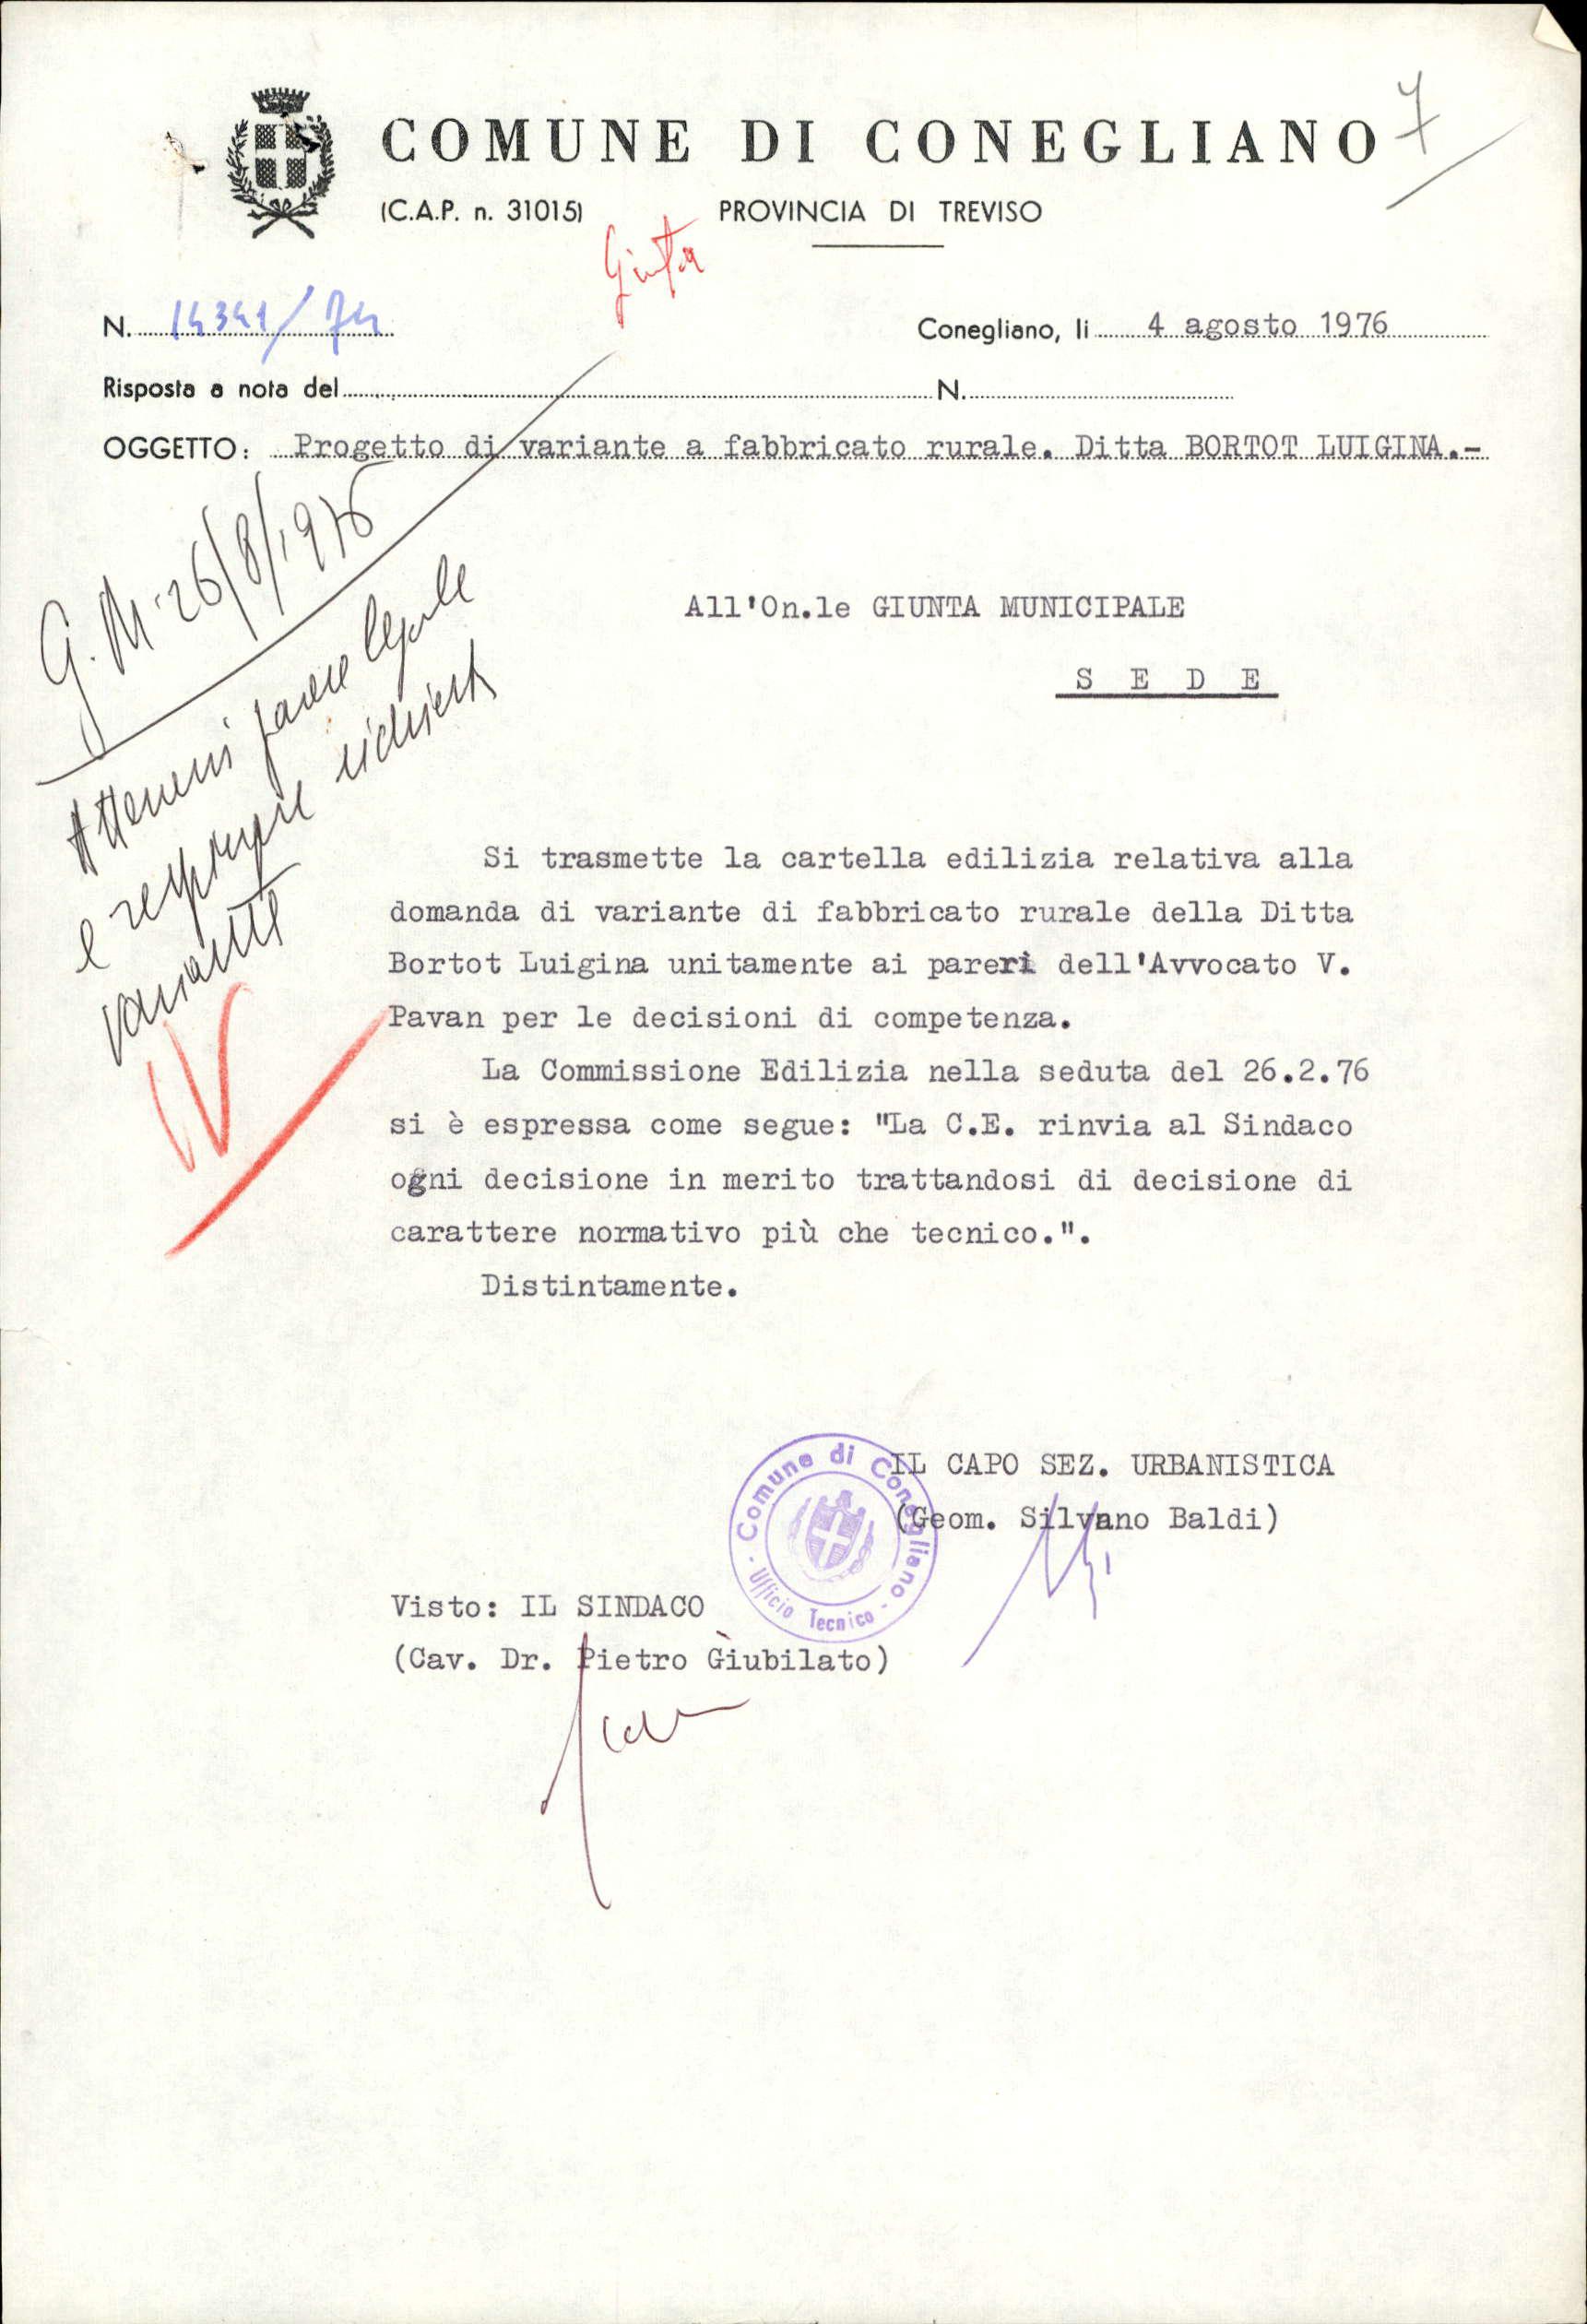 7
COMUNE DI CONEGLIANO
(C.A.P. n. 31015) PROVINCIA DI TREVISO
Giunta
N. 14341/74 Conegliano, li 4 agosto 1976
Risposta a nota del N.
OGGETTO: Progetto di variante a fabbricato rurale. Ditta BORTOT LUIGINA.-
G.M. 26/8/1976
Attenersi parere legale
e respingere richiesta
variante
All'On.le GIUNTA MUNICIPALE
S E D E
Si trasmette la cartella edilizia relativa alla
domanda di variante di fabbricato rurale della Ditta
Bortot Luigina unitamente ai pareri dell'Avvocato V.
Pavan per le decisioni di competenza.
La Commissione Edilizia nella seduta del 26.2.76
si è espressa come segue: "La C.E. rinvia al Sindaco
ogni decisione in merito trattandosi di decisione di
carattere normativo più che tecnico.".
Distintamente.
IL CAPO SEZ. URBANISTICA
(Geom. Silvano Baldi)
Comune di Conegliano - Ufficio Tecnico -
Visto: IL SINDACO
(Cav. Dr. Pietro Giubilato)